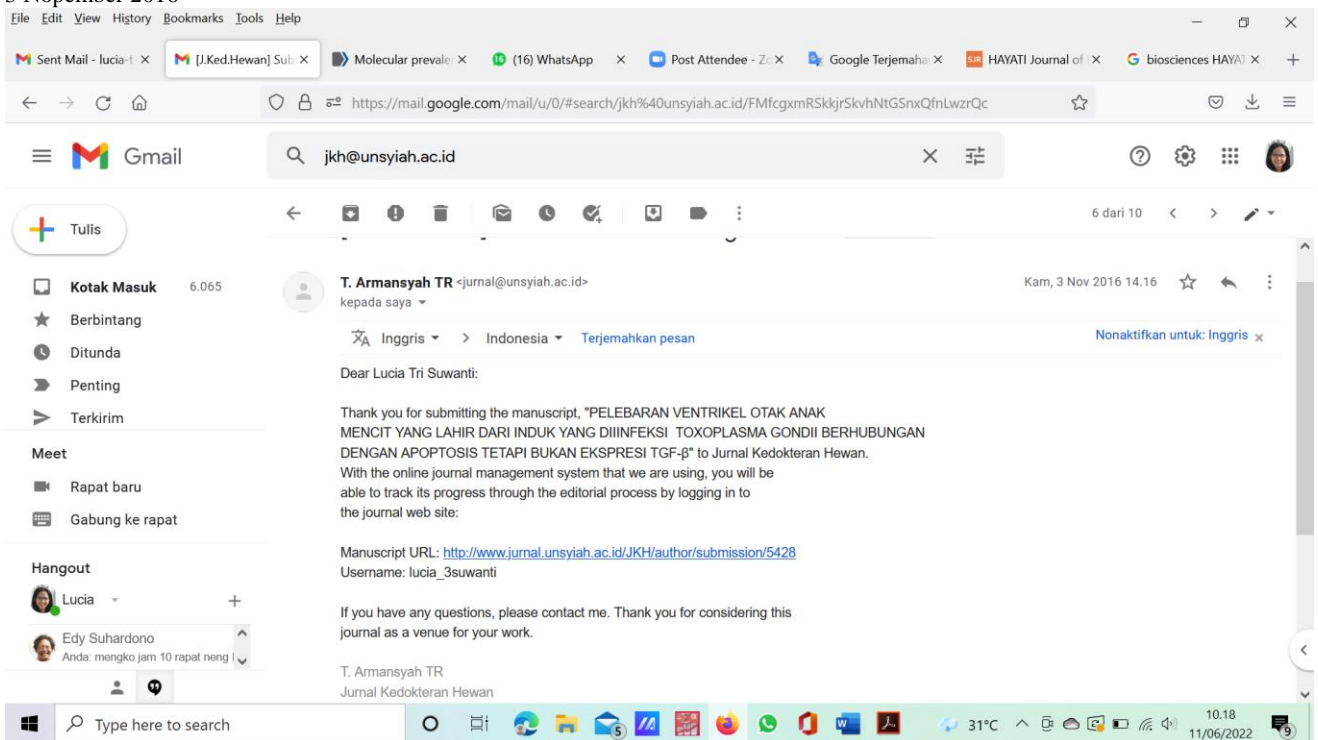 File Edit View History Bookmarks Tools Help
Sent Mail - lucia-t
[J.Ked.Hewan] Sub
Molecular prevaler
(16) WhatsApp
Post Attendee - Zo
Google Terjemaha
HAYATI Journal of
biosciences HAYAT
https://mail.google.com/mail/u/0/#search/jkh%40unsyiah.ac.id/FMfcgxmRSkkjrSkvhNtGSnxQfnLwzrQc
Gmail
jkh@unsyiah.ac.id
Tulis
6 dari 10
Kotak Masuk 6.065
Berbintang
Ditunda
Penting
Terkirim
Meet
Rapat baru
Gabung ke rapat
Hangout
Lucia
Edy Suhardono
Anda: mengko jam 10 rapat neng
T. Armansyah TR <jurnal@unsyiah.ac.id>
Kam, 3 Nov 2016 14.16
kepada saya
Inggris > Indonesia Terjemahkan pesan
Nonaktifkan untuk: Inggris x
Dear Lucia Tri Suwanti:
Thank you for submitting the manuscript, "PELEBARAN VENTRIKEL OTAK ANAK
MENCIT YANG LAHIR DARI INDUK YANG DIIINFEKSI TOXOPLASMA GONDII BERHUBUNGAN
DENGAN APOPTOSIS TETAPI BUKAN EKSPRESI TGF-β" to Jurnal Kedokteran Hewan.
With the online journal management system that we are using, you will be
able to track its progress through the editorial process by logging in to
the journal web site:
Manuscript URL: http://www.jurnal.unsyiah.ac.id/JKH/author/submission/5428
Username: lucia_3suwanti
If you have any questions, please contact me. Thank you for considering this
journal as a venue for your work.
T. Armansyah TR
Jurnal Kedokteran Hewan
Type here to search
5
31°C
10.18
11/06/2022
9